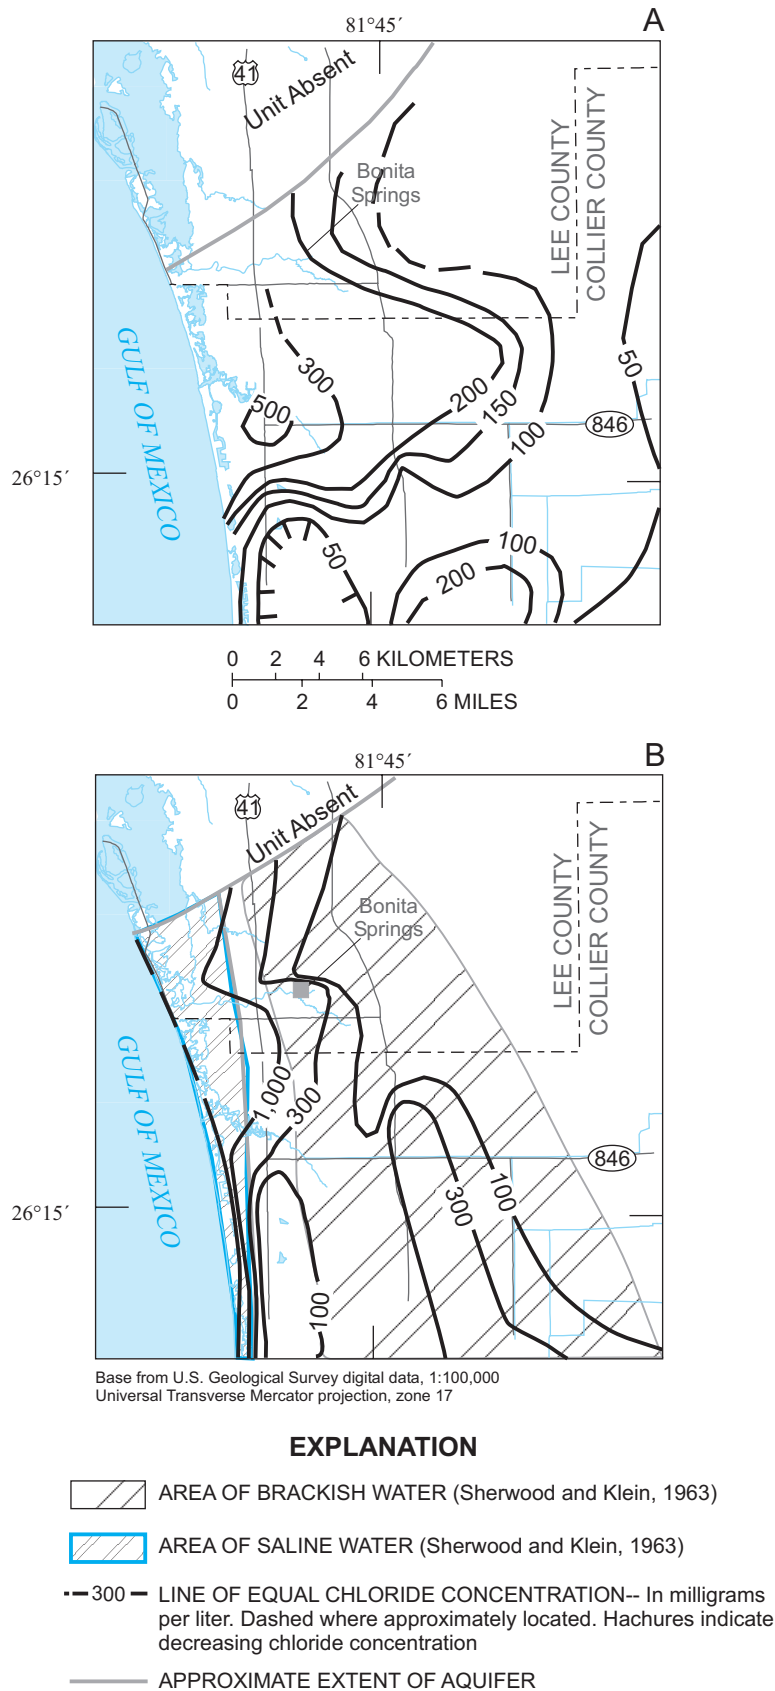 A
81°45´
41
Unit Absent
Bonita
Springs
LEE COUNTY
COLLIER COUNTY
GULF OF MEXICO
300
500
200
150
100
50
846
26°15´
50
100
200
0 2 4 6 KILOMETERS
0 2 4 6 MILES
B
81°45´
41
Unit Absent
Bonita
Springs
LEE COUNTY
COLLIER COUNTY
GULF OF MEXICO
1,000
300
846
300
100
26°15´
100
Base from U.S. Geological Survey digital data, 1:100,000
Universal Transverse Mercator projection, zone 17
EXPLANATION
AREA OF BRACKISH WATER (Sherwood and Klein, 1963)
AREA OF SALINE WATER (Sherwood and Klein, 1963)
300 LINE OF EQUAL CHLORIDE CONCENTRATION-- In milligrams
per liter. Dashed where approximately located. Hachures indicate
decreasing chloride concentration
APPROXIMATE EXTENT OF AQUIFER